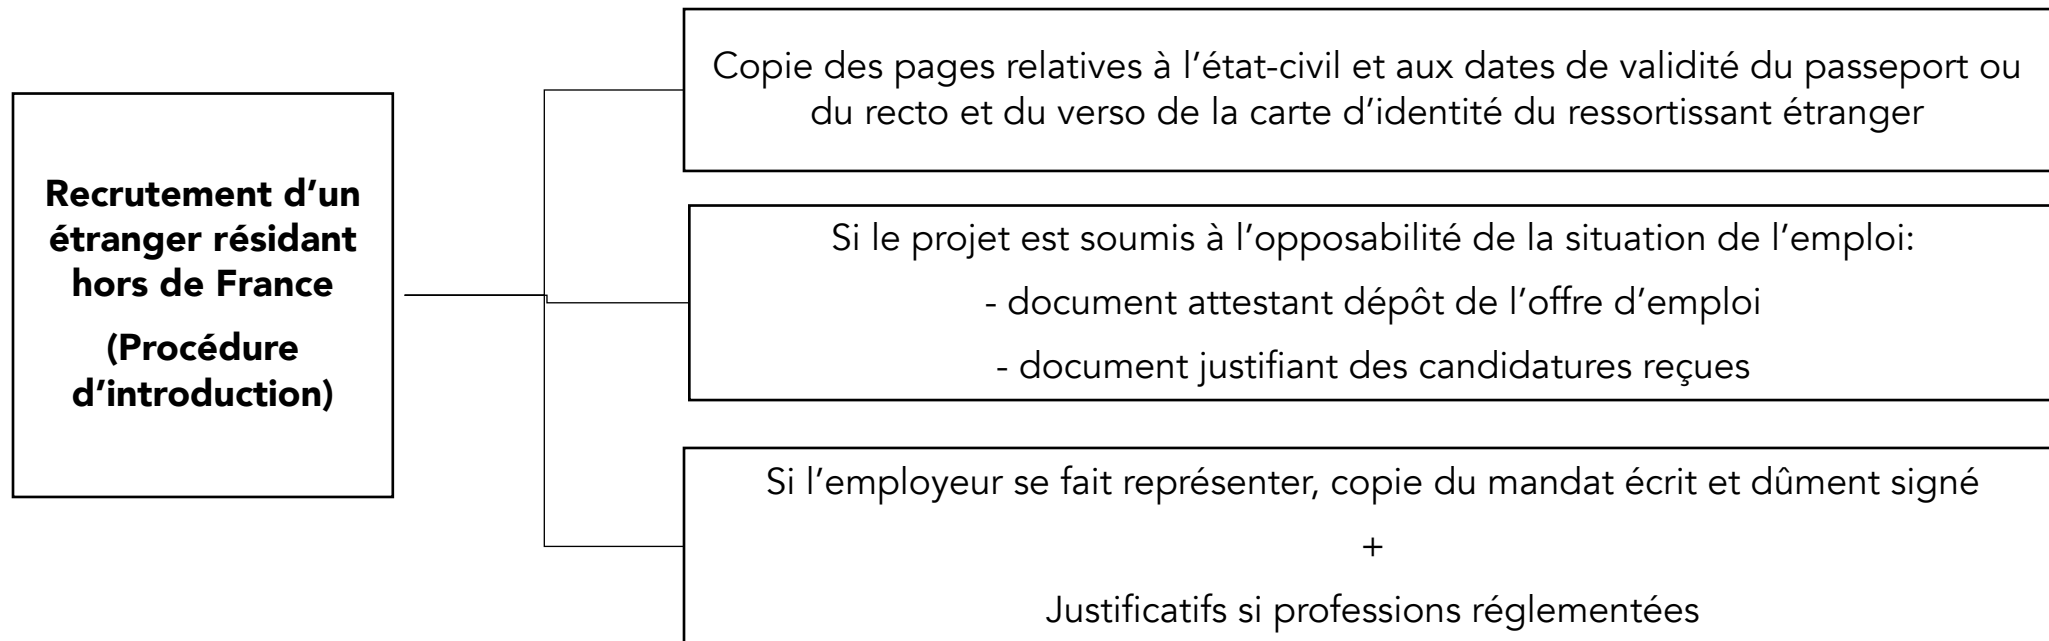 Recrutement d’un
étranger résidant
hors de France
(Procédure
d’introduction)
Copie des pages relatives à l’état-civil et aux dates de validité du passeport ou
du recto et du verso de la carte d’identité du ressortissant étranger
Si le projet est soumis à l’opposabilité de la situation de l’emploi:
- document attestant dépôt de l’offre d’emploi
- document justifiant des candidatures reçues
Si l’employeur se fait représenter, copie du mandat écrit et dûment signé
+
Justificatifs si professions réglementées